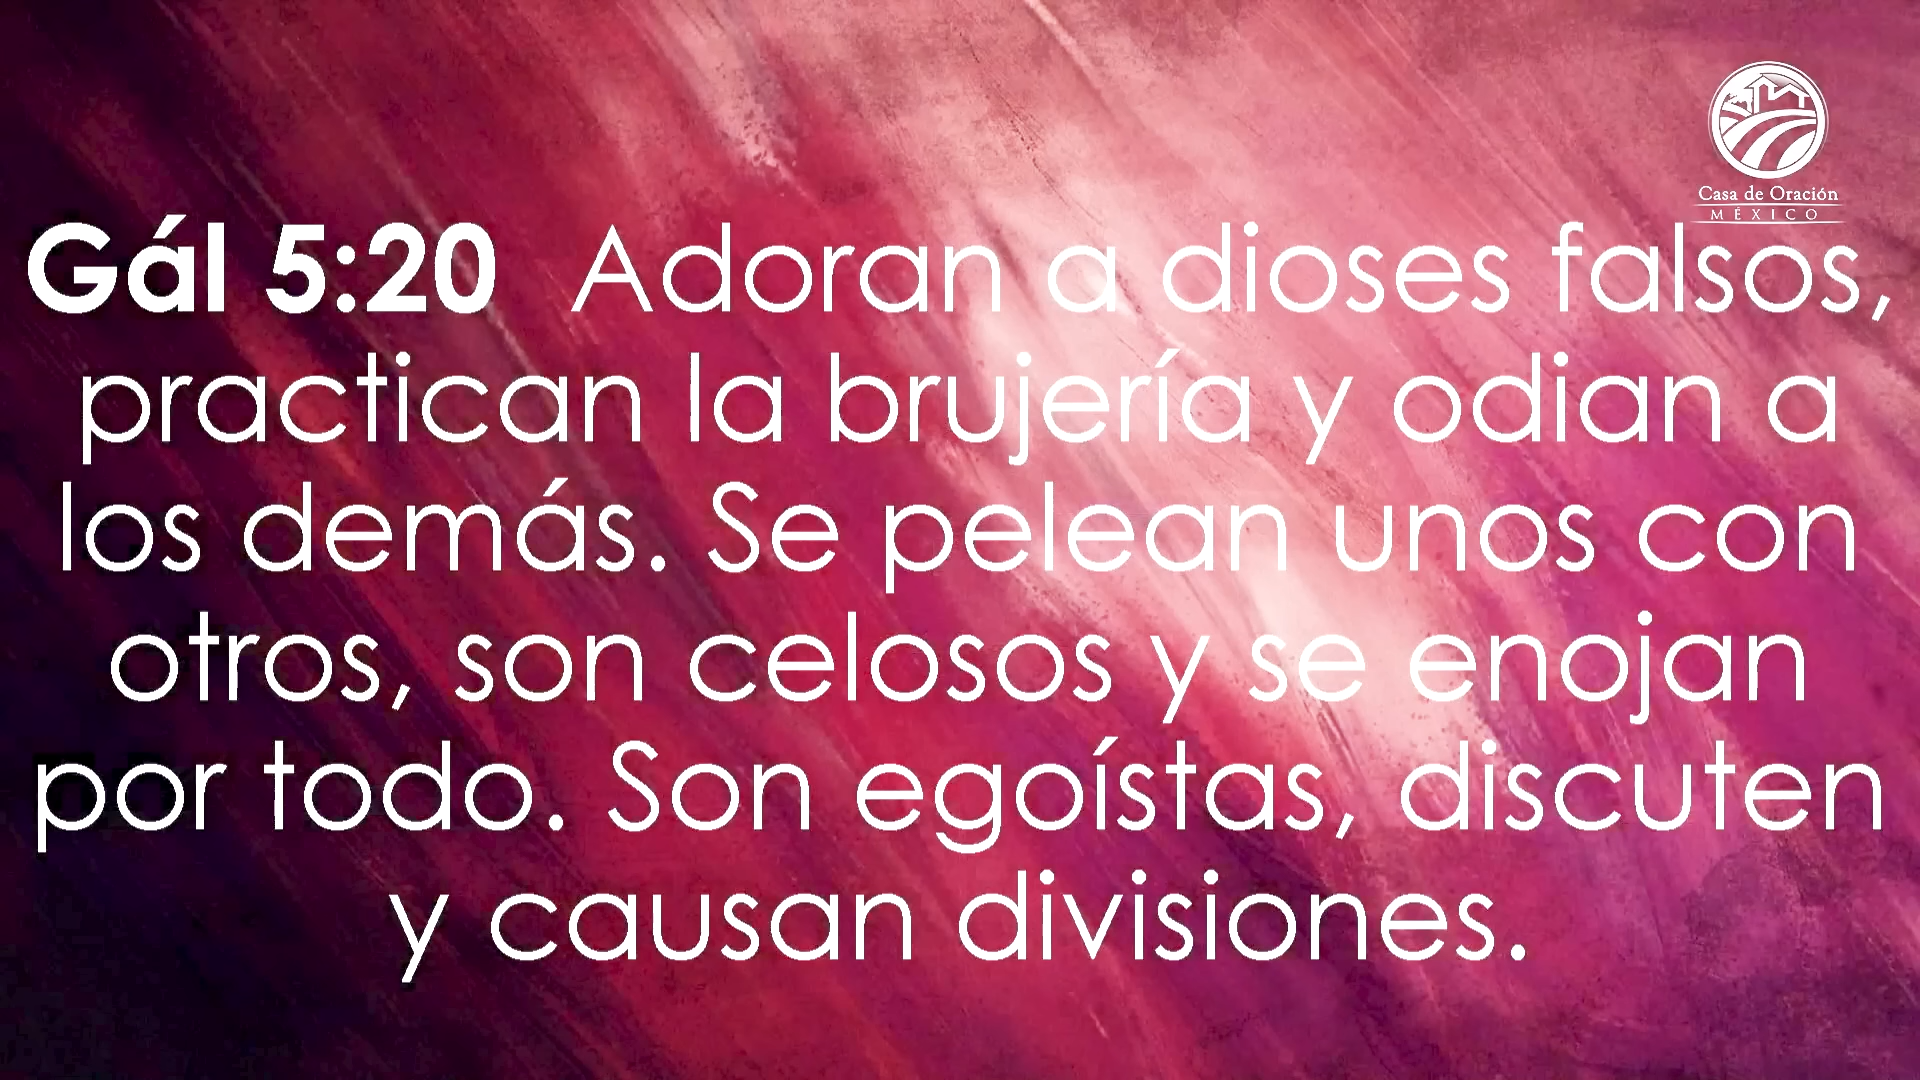 Casa de Oración
MÉXICO
Gál 5:20 Adoran a dioses falsos,
practican la brujería y odian a
los demás. Se pelean unos con
otros, son celosos y se enojan
por todo. Son egoístas, discuten
y causan divisiones.